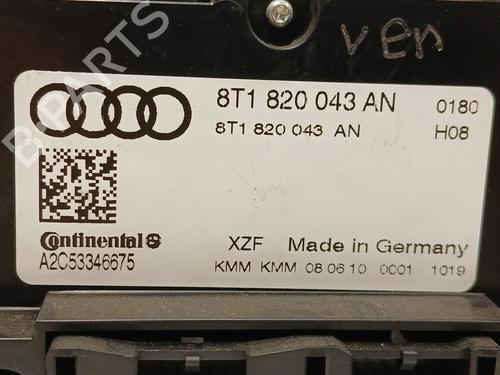 ven
8T1 820 043 AN 0180
8T1 820 043 AN H08
Continental
A2C53346675
XZF Made in Germany
KMM KMM 08.06.10 0001 1019
B-PARTS